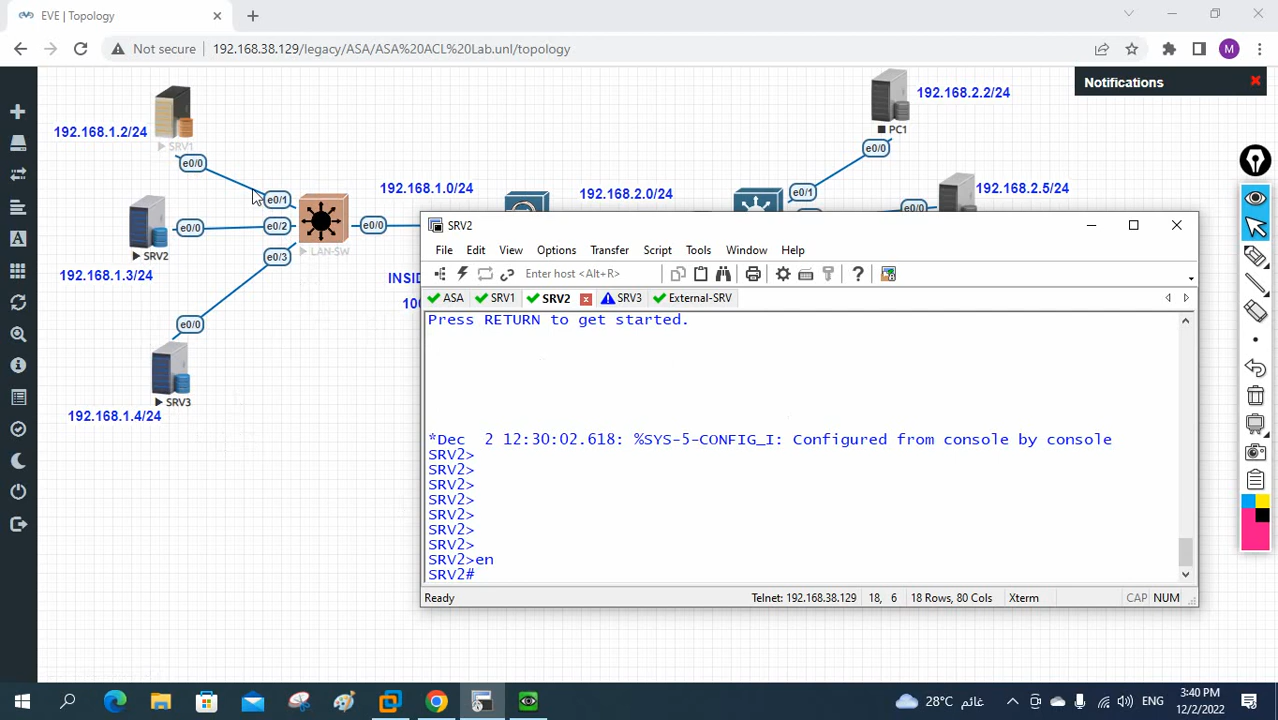 EVE | Topology
Not secure
192.168.38.129/legacy/ASA/ASA%20ACL%20Lab.unl/topology
M
Notifications
192.168.1.2/24
SRV1
e0/0
e0/1
192.168.1.0/24
192.168.2.0/24
192.168.2.2/24
PC1
e0/0
e0/1
192.168.2.5/24
e0/0
e0/0
e0/2
e0/0
SRV2
192.168.1.3/24
e0/3
LAN-SW
INSID
100
e0/0
SRV3
192.168.1.4/24
SRV2
File Edit View Options Transfer Script Tools Window Help
Enter host <Alt+R>
ASA SRV1 SRV2 SRV3 External-SRV
Press RETURN to get started.
*Dec  2 12:30:02.618: %SYS-5-CONFIG_I: Configured from console by console
SRV2>
SRV2>
SRV2>
SRV2>
SRV2>
SRV2>
SRV2>
SRV2>en
SRV2#
Ready
Telnet: 192.168.38.129
18, 6
18 Rows, 80 Cols
Xterm
CAP NUM
28°C غائم
ENG
3:40 PM
12/2/2022